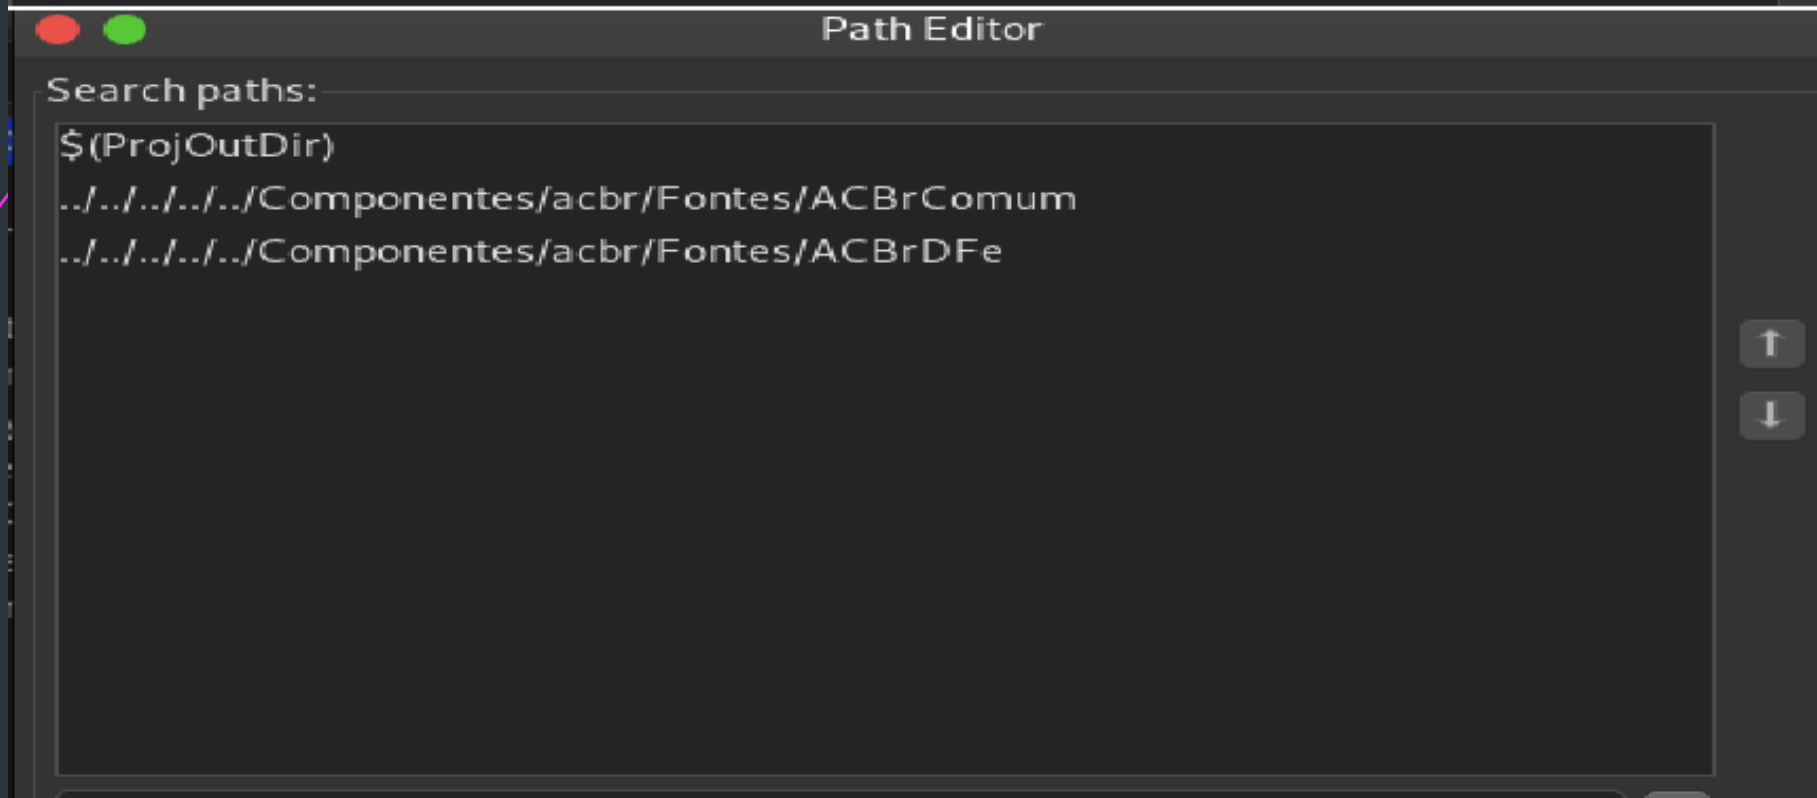 Path Editor
Search paths:
$(ProjOutDir)
../../../../../Componentes/acbr/Fontes/ACBrComum
../../../../../Componentes/acbr/Fontes/ACBrDFe